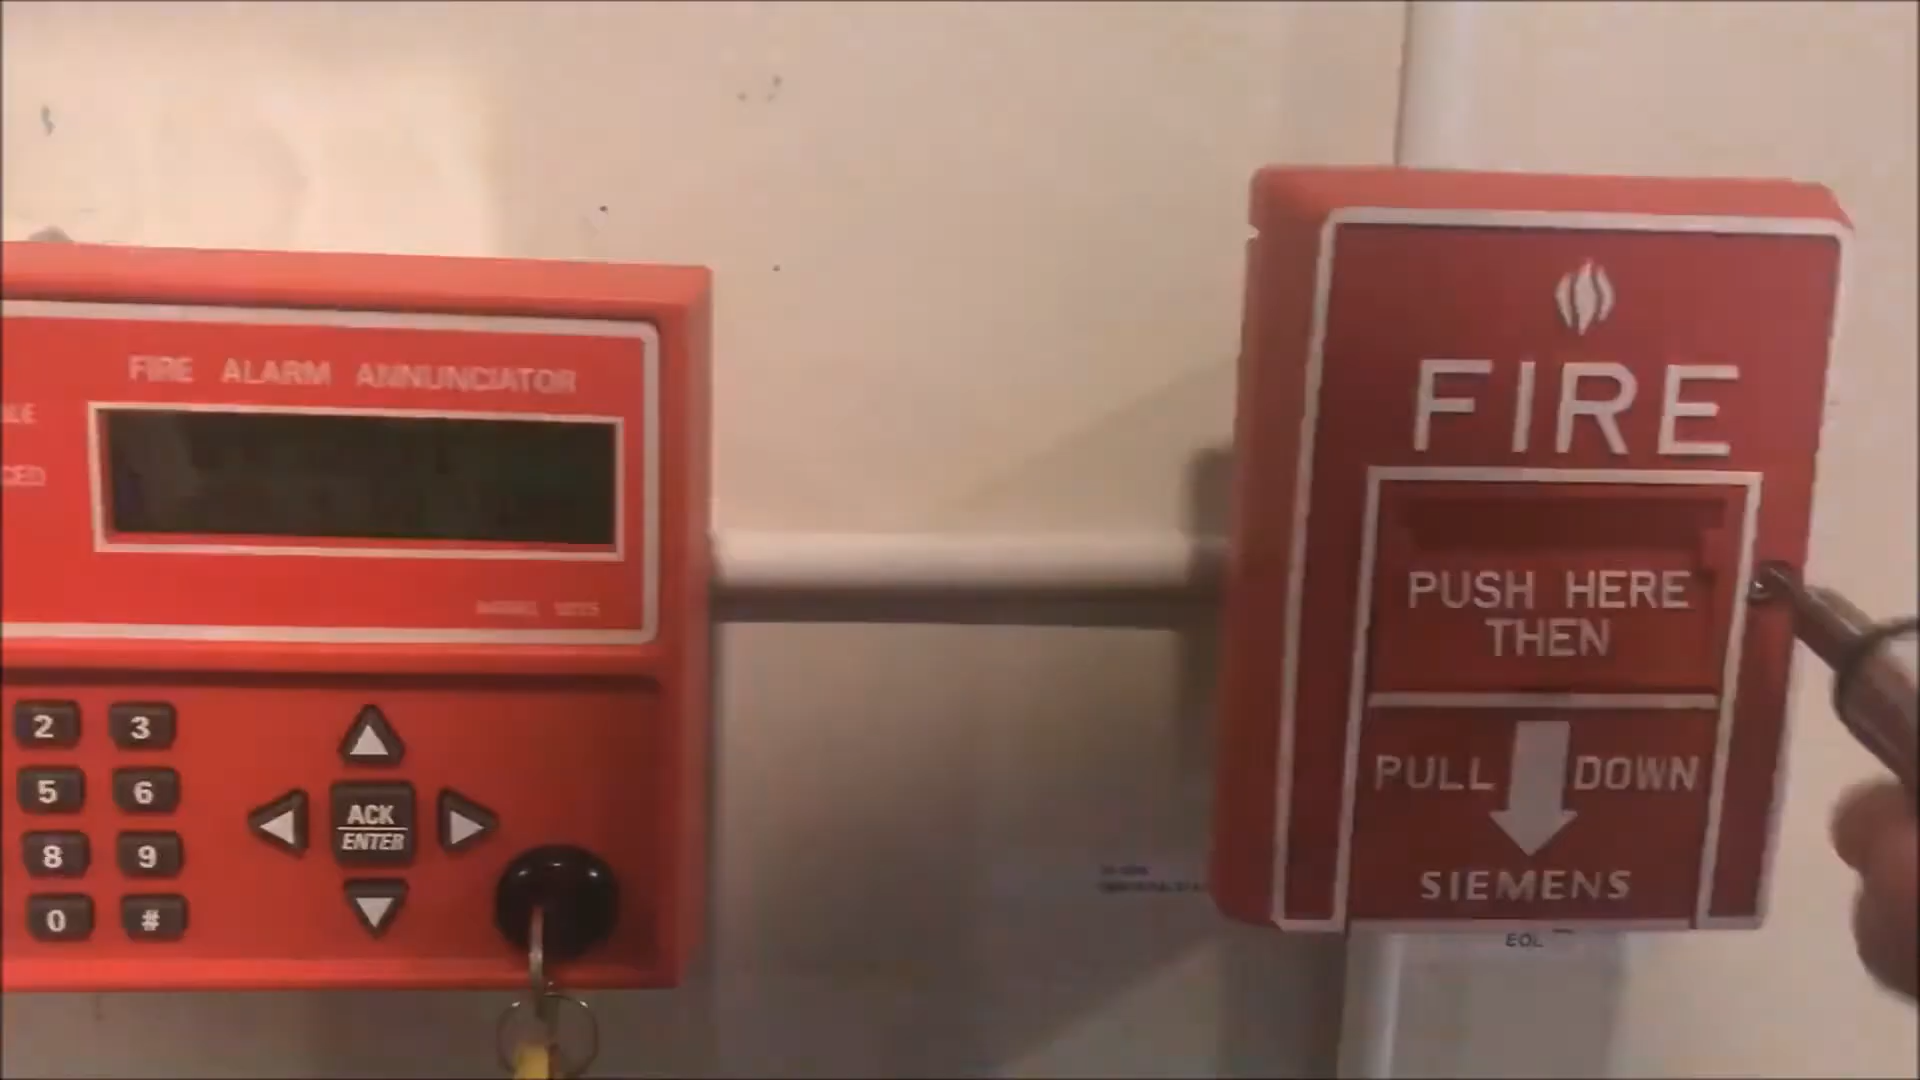 FIRE ALARM ANNUNCIATOR
2 3
5 6
8 9
0 #
ACK
ENTER
FIRE
PUSH HERE
THEN
PULL DOWN
SIEMENS
EOL